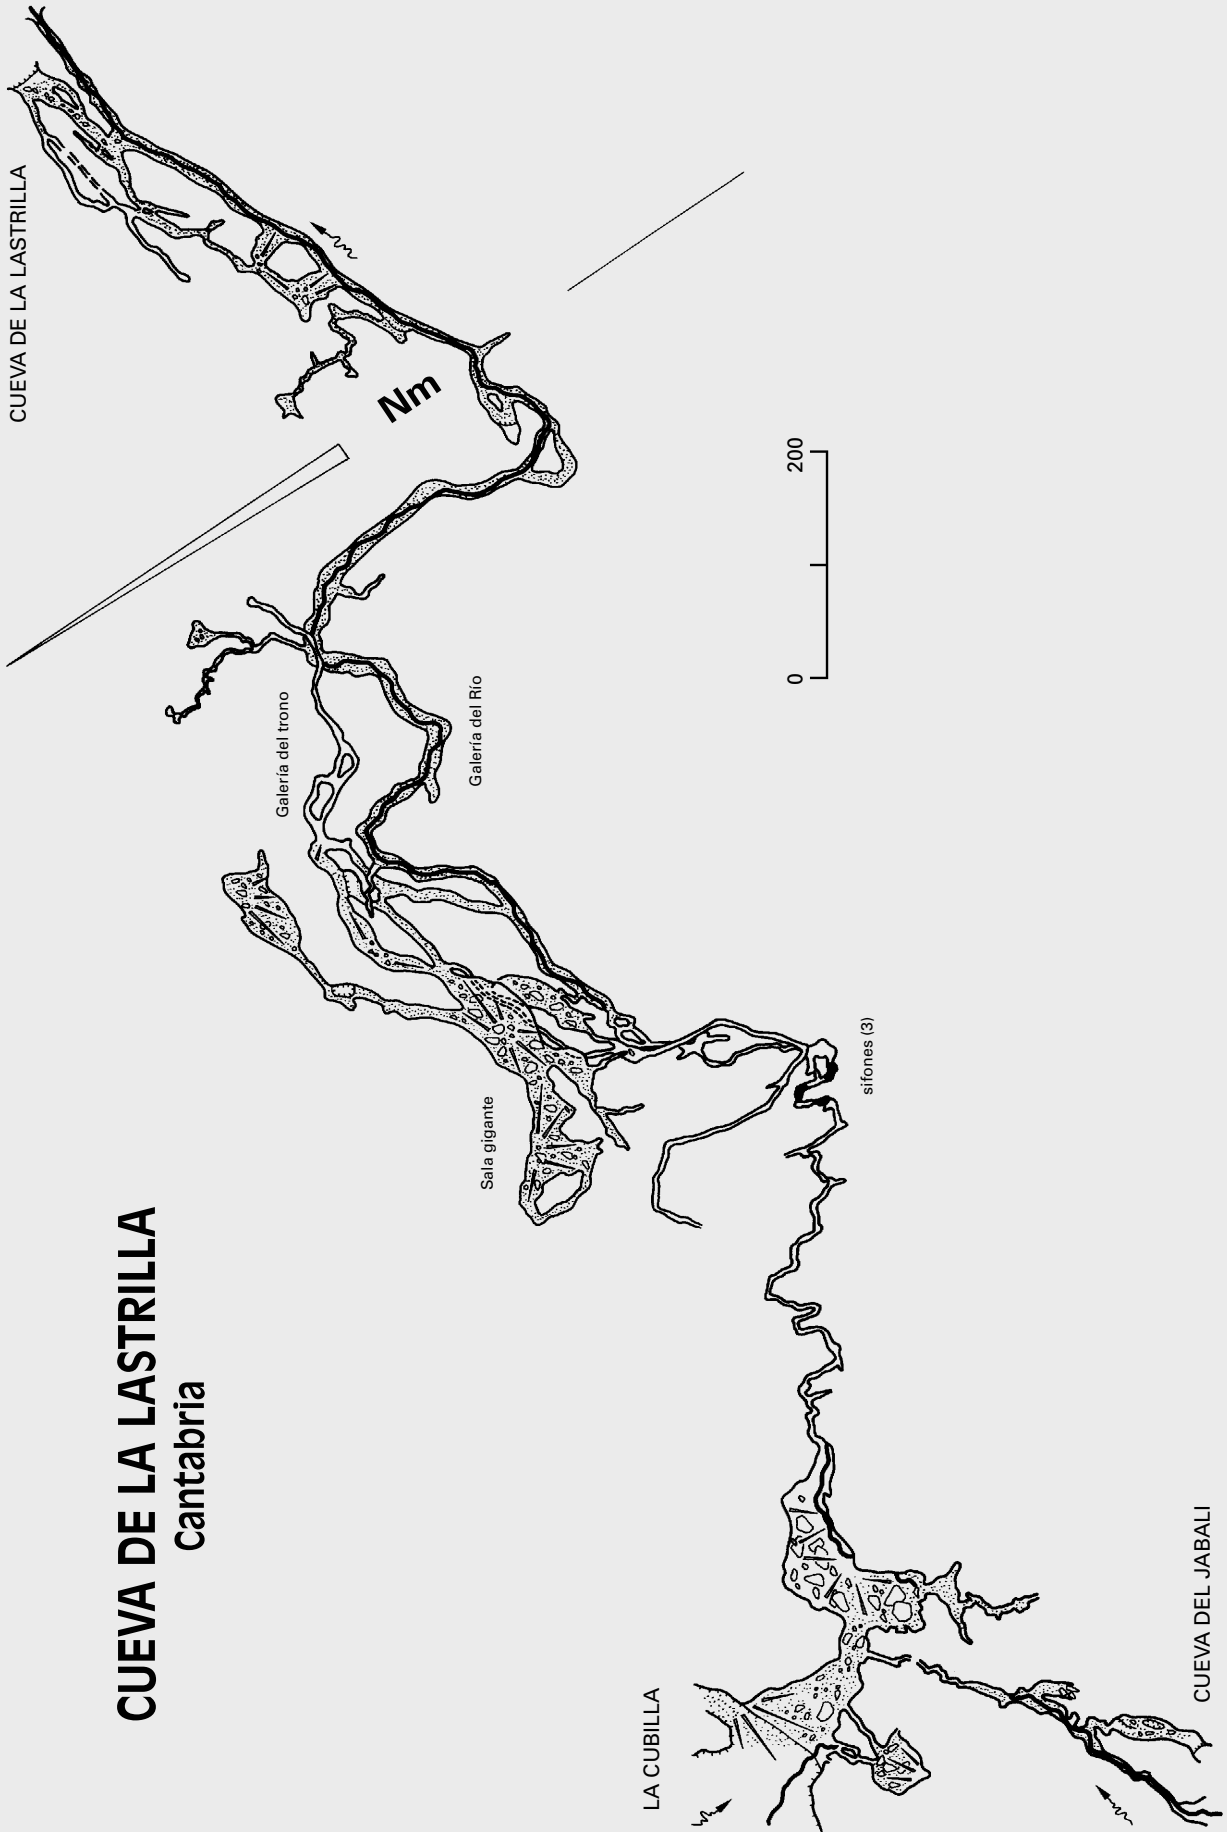 CUEVA DE LA LASTRILLA
Cantabria
CUEVA DE LA LASTRILLA
Nm
Galería del trono
Galería del Río
0
200
Sala gigante
sifones (3)
LA CUBILLA
CUEVA DEL JABALI